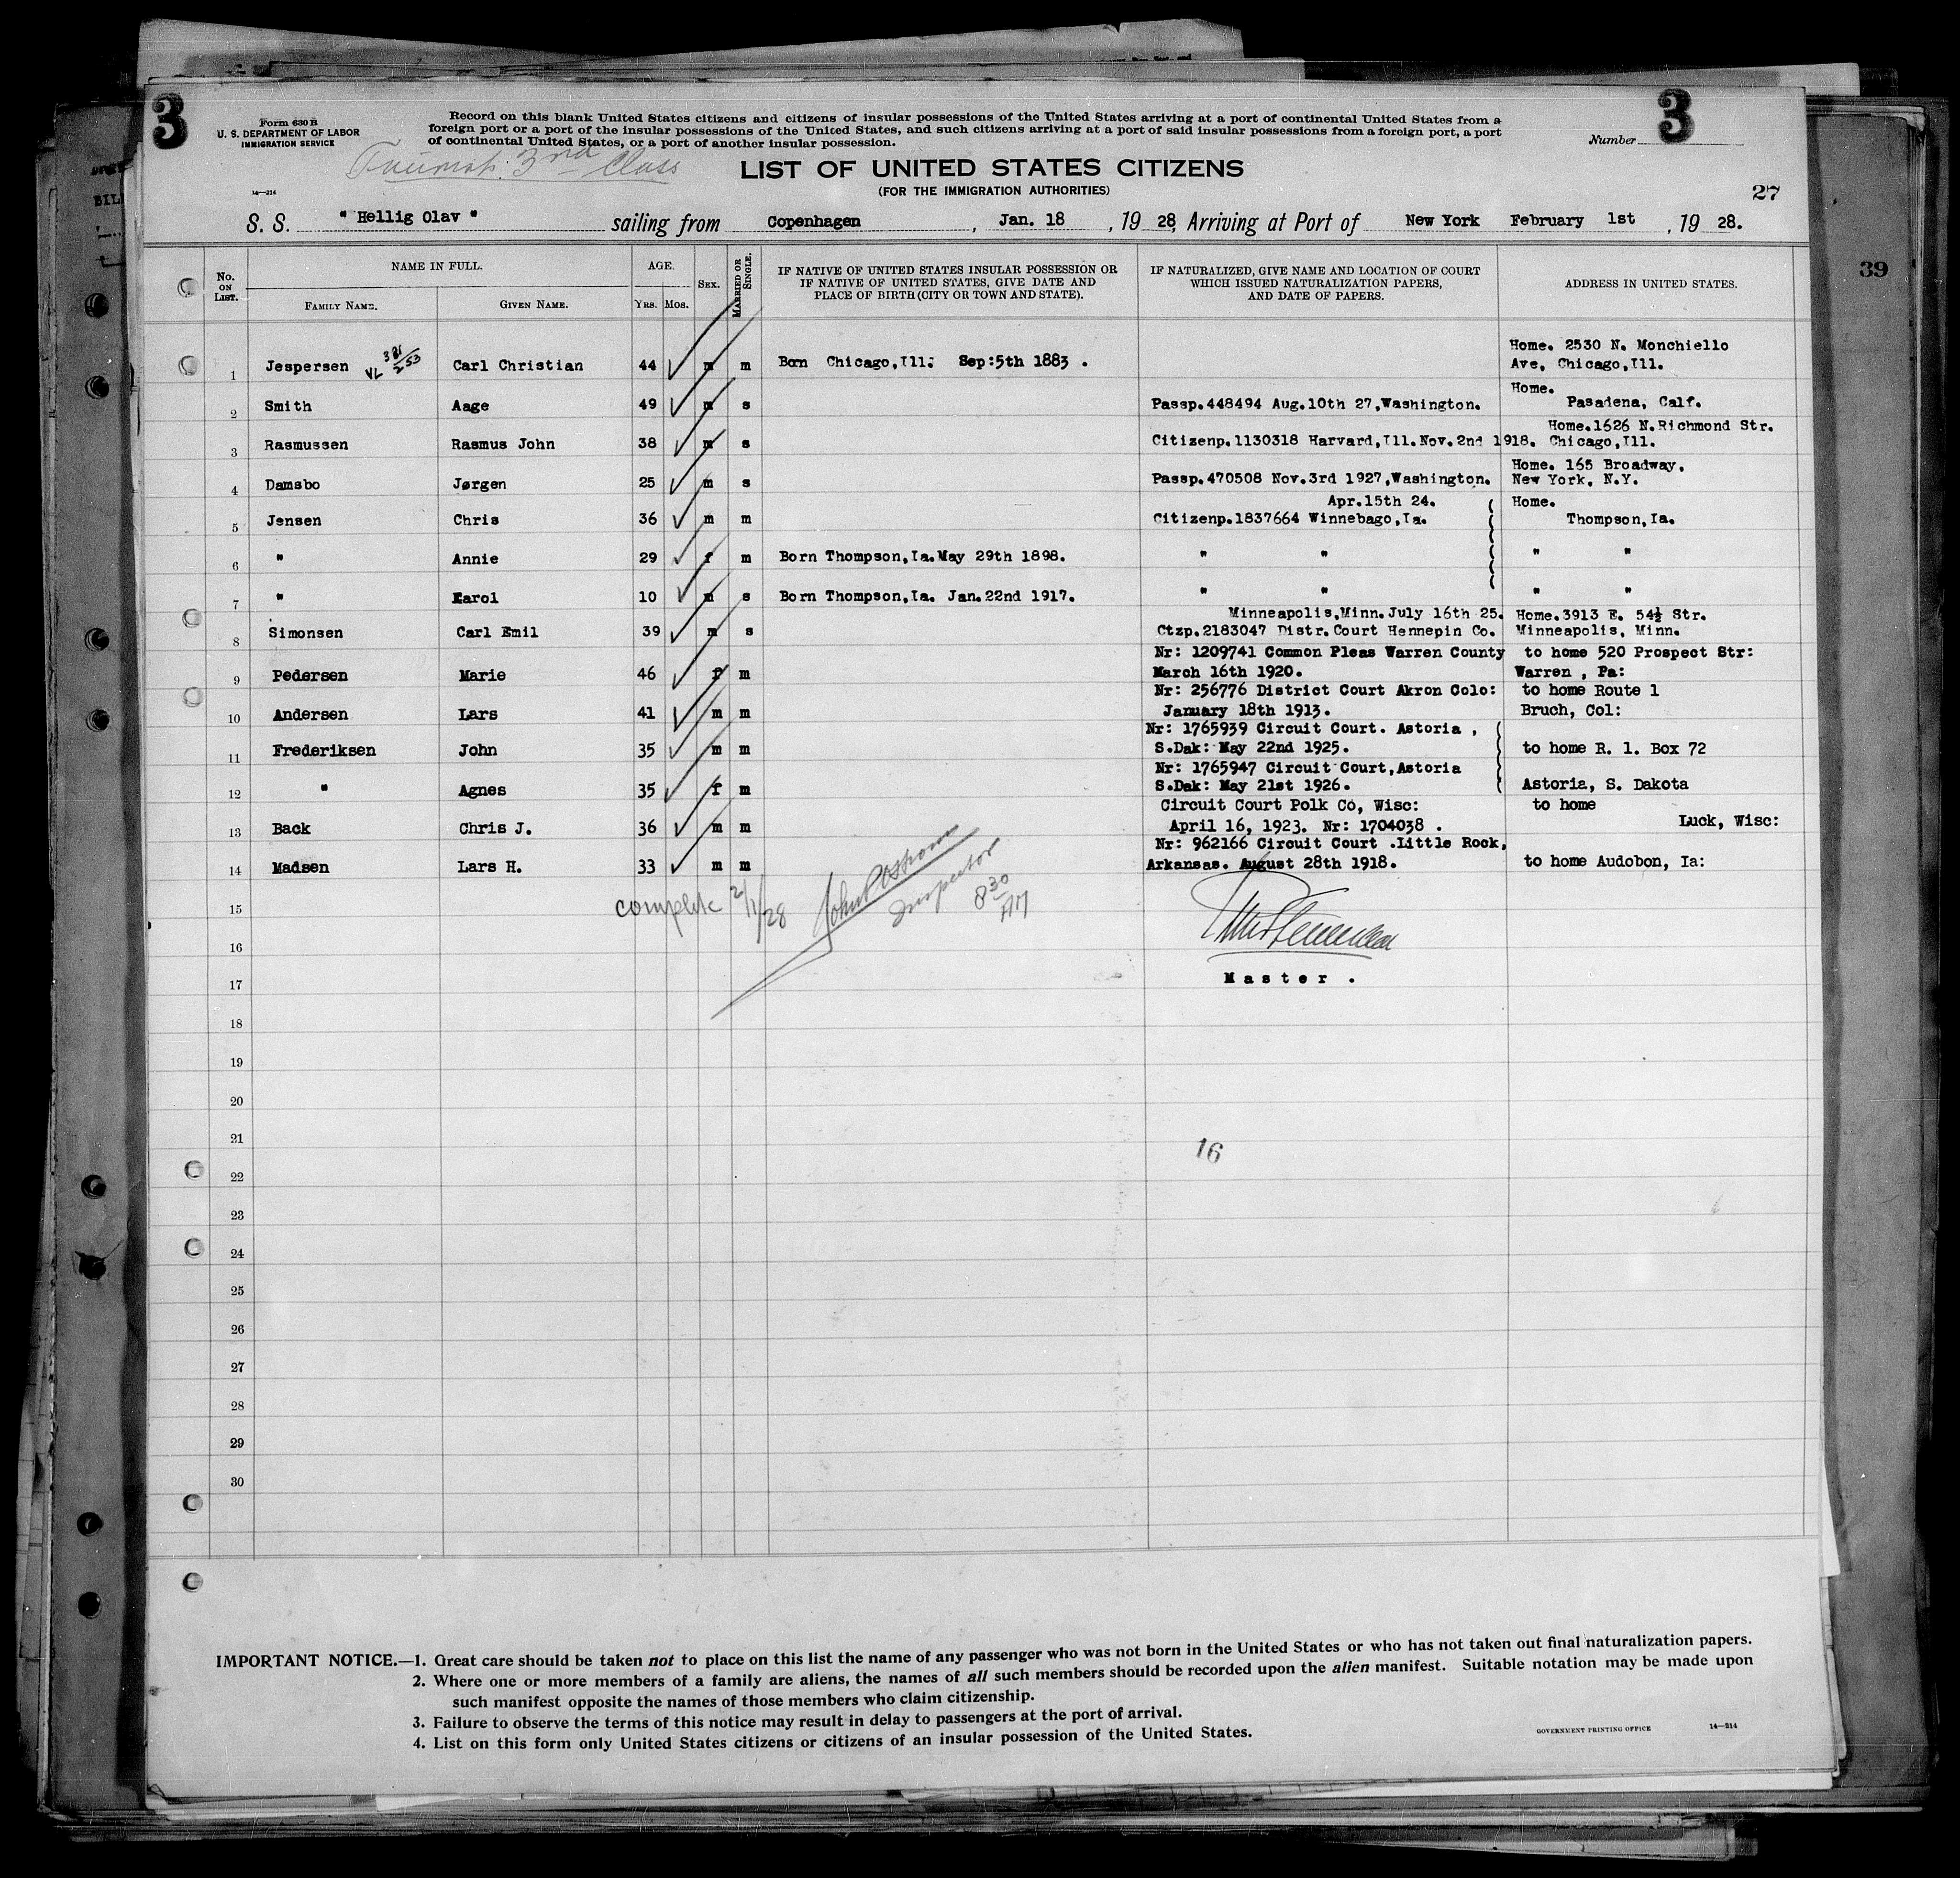 3
Form 630 B
U. S. DEPARTMENT OF LABOR
IMMIGRATION SERVICE
Record on this blank United States citizens and citizens of insular possessions of the United States arriving at a port of continental United States from a
foreign port or a port of the insular possessions of the United States, and such citizens arriving at a port of said insular possessions from a foreign port, a port
of continental United States, or a port of another insular possession.
Number 3
3rd Class
LIST OF UNITED STATES CITIZENS
(FOR THE IMMIGRATION AUTHORITIES)
14—214
27
S. S. " Hellig Olav " sailing from Copenhagen, Jan. 18, 19 28, Arriving at Port of New York February 1st, 19 28.
39
No. ON LIST.
NAME IN FULL.
FAMILY NAME.
GIVEN NAME.
AGE.
YRS.
MOS.
SEX.
MARRIED OR SINGLE.
IF NATIVE OF UNITED STATES INSULAR POSSESSION OR
IF NATIVE OF UNITED STATES, GIVE DATE AND
PLACE OF BIRTH (CITY OR TOWN AND STATE).
IF NATURALIZED, GIVE NAME AND LOCATION OF COURT
WHICH ISSUED NATURALIZATION PAPERS,
AND DATE OF PAPERS.
ADDRESS IN UNITED STATES.
Home. 2530 N. Monchiello
1 Jespersen Carl Christian 44 m m Born Chicago,Ill: Sep:5th 1883 . Ave, Chicago,Ill.
Home.
2 Smith Aage 49 m s Passp.448494 Aug.10th 27,Washington. Pasadena, Calf.
Home.1626 N.Richmond Str.
3 Rasmussen Rasmus John 38 m s Citizenp.1130318 Harvard,Ill.Nov.2nd 1918. Chicago,Ill.
Home. 165 Broadway.
4 Damsbo Jørgen 25 m s Passp.470508 Nov.3rd 1927,Washington. New York, N.Y.
Apr.15th 24. Home.
5 Jensen Chris 36 m m Citizenp.1837664 Winnebago,Ia. Thompson,Ia.
6 " Annie 29 f m Born Thompson,Ia.May 29th 1898. " " " "
7 " Karol 10 m s Born Thompson,Ia. Jan.22nd 1917. " " " "
Minneapolis,Minn.July 16th 25. Home.3913 E. 54½ Str.
8 Simonsen Carl Emil 39 m s Ctzp.2183047 Distr.Court Hennepin Co. Minneapolis, Minn.
Nr: 1209741 Common Pleas Warren County to home 520 Prospect Str:
9 Pedersen Marie 46 f m March 16th 1920. Warren , Pa:
Nr: 256776 District Court Akron Colo: to home Route 1
10 Andersen Lars 41 m m January 18th 1913. Bruch, Col:
Nr: 1765939 Circuit Court. Astoria ,
11 Frederiksen John 35 m m S.Dak: May 22nd 1925. to home R. 1. Box 72
Nr: 1765947 Circuit Court,Astoria
12 " Agnes 35 f m S.Dak: May 21st 1926. Astoria, S. Dakota
Circuit Court Polk Co, Wisc: to home
13 Back Chris J. 36 m m April 16, 1923. Nr: 1704038 . Luck, Wisc:
Nr: 962166 Circuit Court .Little Rock,
14 Madsen Lars H. 33 m m Arkansas. August 28th 1918. to home Audobon, Ia:
complete 2/1/28 Inspector 8 30 AM
15
16
Master .
17
18
19
20
21
16
22
23
24
25
26
27
28
29
30
IMPORTANT NOTICE.—1. Great care should be taken not to place on this list the name of any passenger who was not born in the United States or who has not taken out final naturalization papers.
2. Where one or more members of a family are aliens, the names of all such members should be recorded upon the alien manifest. Suitable notation may be made upon
such manifest opposite the names of those members who claim citizenship.
3. Failure to observe the terms of this notice may result in delay to passengers at the port of arrival.
4. List on this form only United States citizens or citizens of an insular possession of the United States.
GOVERNMENT PRINTING OFFICE 14—214